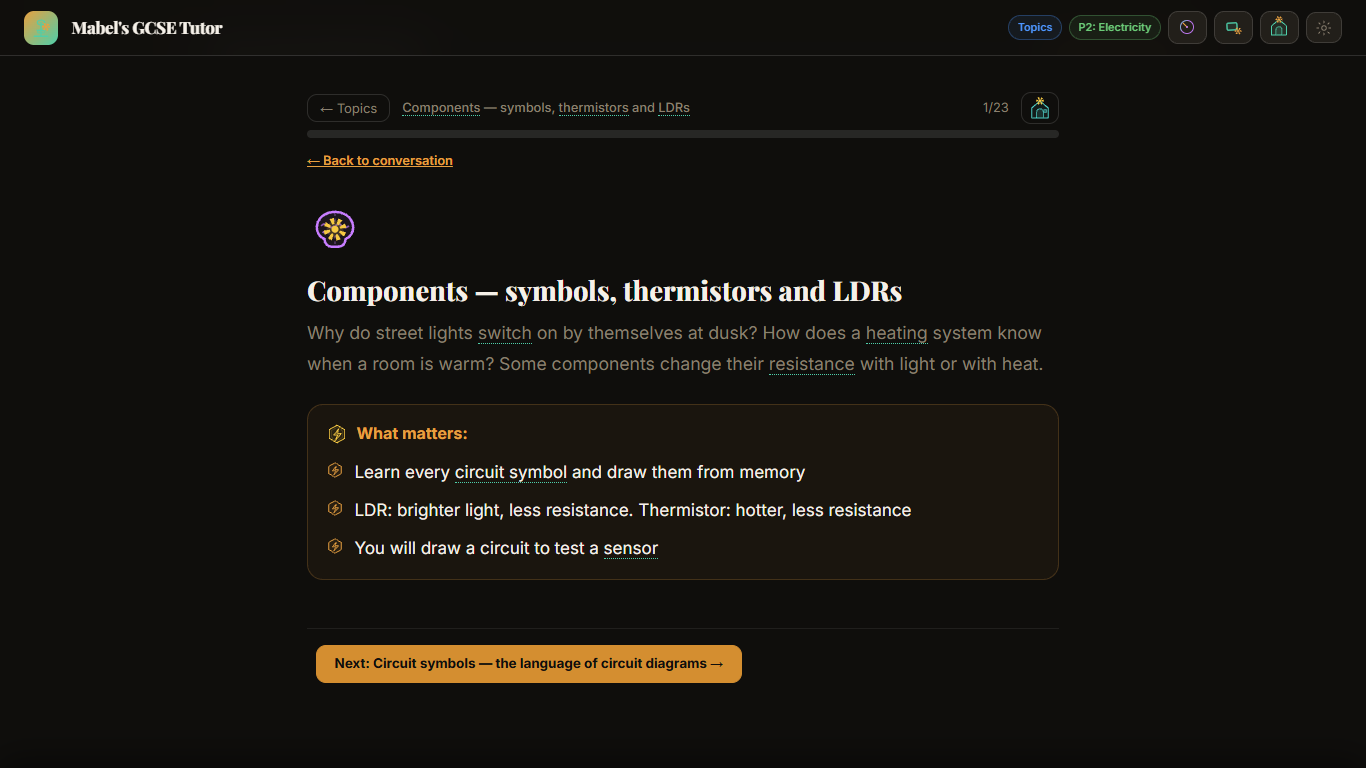 Mabel's GCSE Tutor
Topics
P2: Electricity
← Topics
Components — symbols, thermistors and LDRs
1/23
← Back to conversation
Components — symbols, thermistors and LDRs
Why do street lights switch on by themselves at dusk? How does a heating system know
when a room is warm? Some components change their resistance with light or with heat.
What matters:
Learn every circuit symbol and draw them from memory
LDR: brighter light, less resistance. Thermistor: hotter, less resistance
You will draw a circuit to test a sensor
Next: Circuit symbols — the language of circuit diagrams →